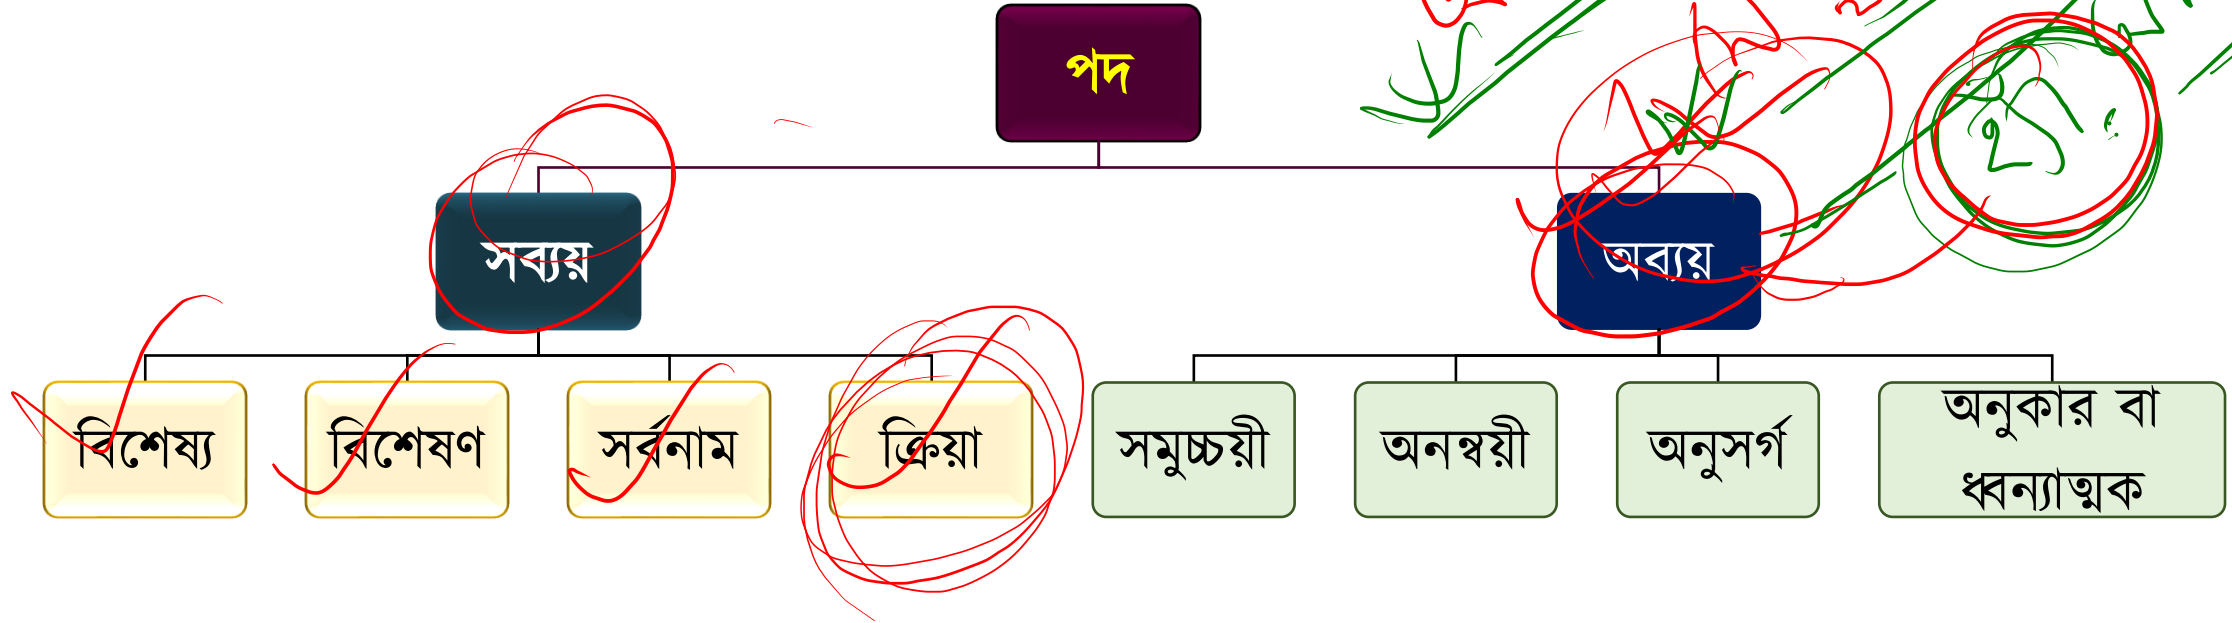 পদ
সব্যয়
অব্যয়
বিশেষ্য
বিশেষণ
সর্বনাম
ক্রিয়া
সমুচ্চয়ী
অনন্বয়ী
অনুসর্গ
অনুকার বা
ধ্বন্যাত্মক